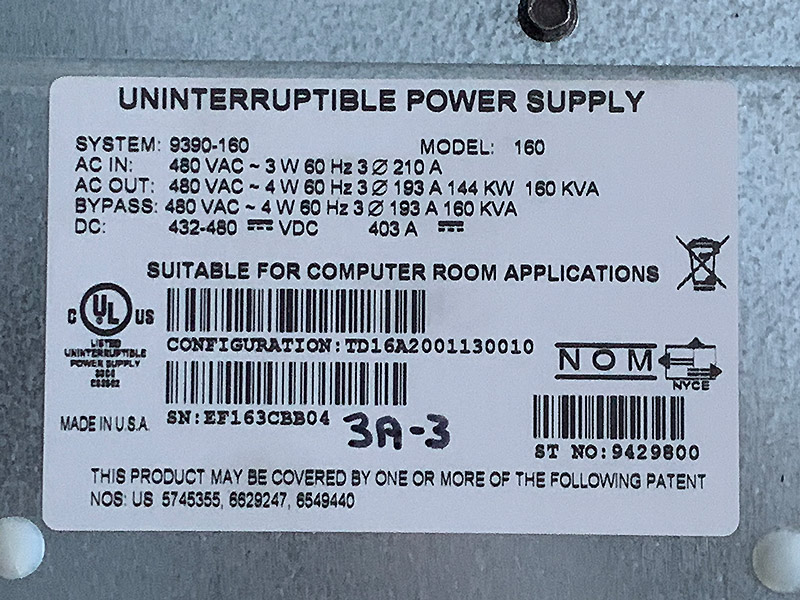 UNINTERRUPTIBLE POWER SUPPLY
SYSTEM: 9390-160 MODEL: 160
AC IN: 480 VAC ~ 3 W 60 Hz 3 Ø 210 A
AC OUT: 480 VAC ~ 4 W 60 Hz 3 Ø 193 A 144 KW 160 KVA
BYPASS: 480 VAC ~ 4 W 60 Hz 3 Ø 193 A 160 KVA
DC: 432-480 ⎓ VDC 403 A ⎓
SUITABLE FOR COMPUTER ROOM APPLICATIONS
C UL US
LISTED
UNINTERRUPTIBLE
POWER SUPPLY
CONFIGURATION:TD16A2001130010
NOM
NYCE
SN:EF163CBB04
3A-3
MADE IN U.S.A.
ST NO:9429800
THIS PRODUCT MAY BE COVERED BY ONE OR MORE OF THE FOLLOWING PATENT
NOS: US 5745355, 6629247, 6549440